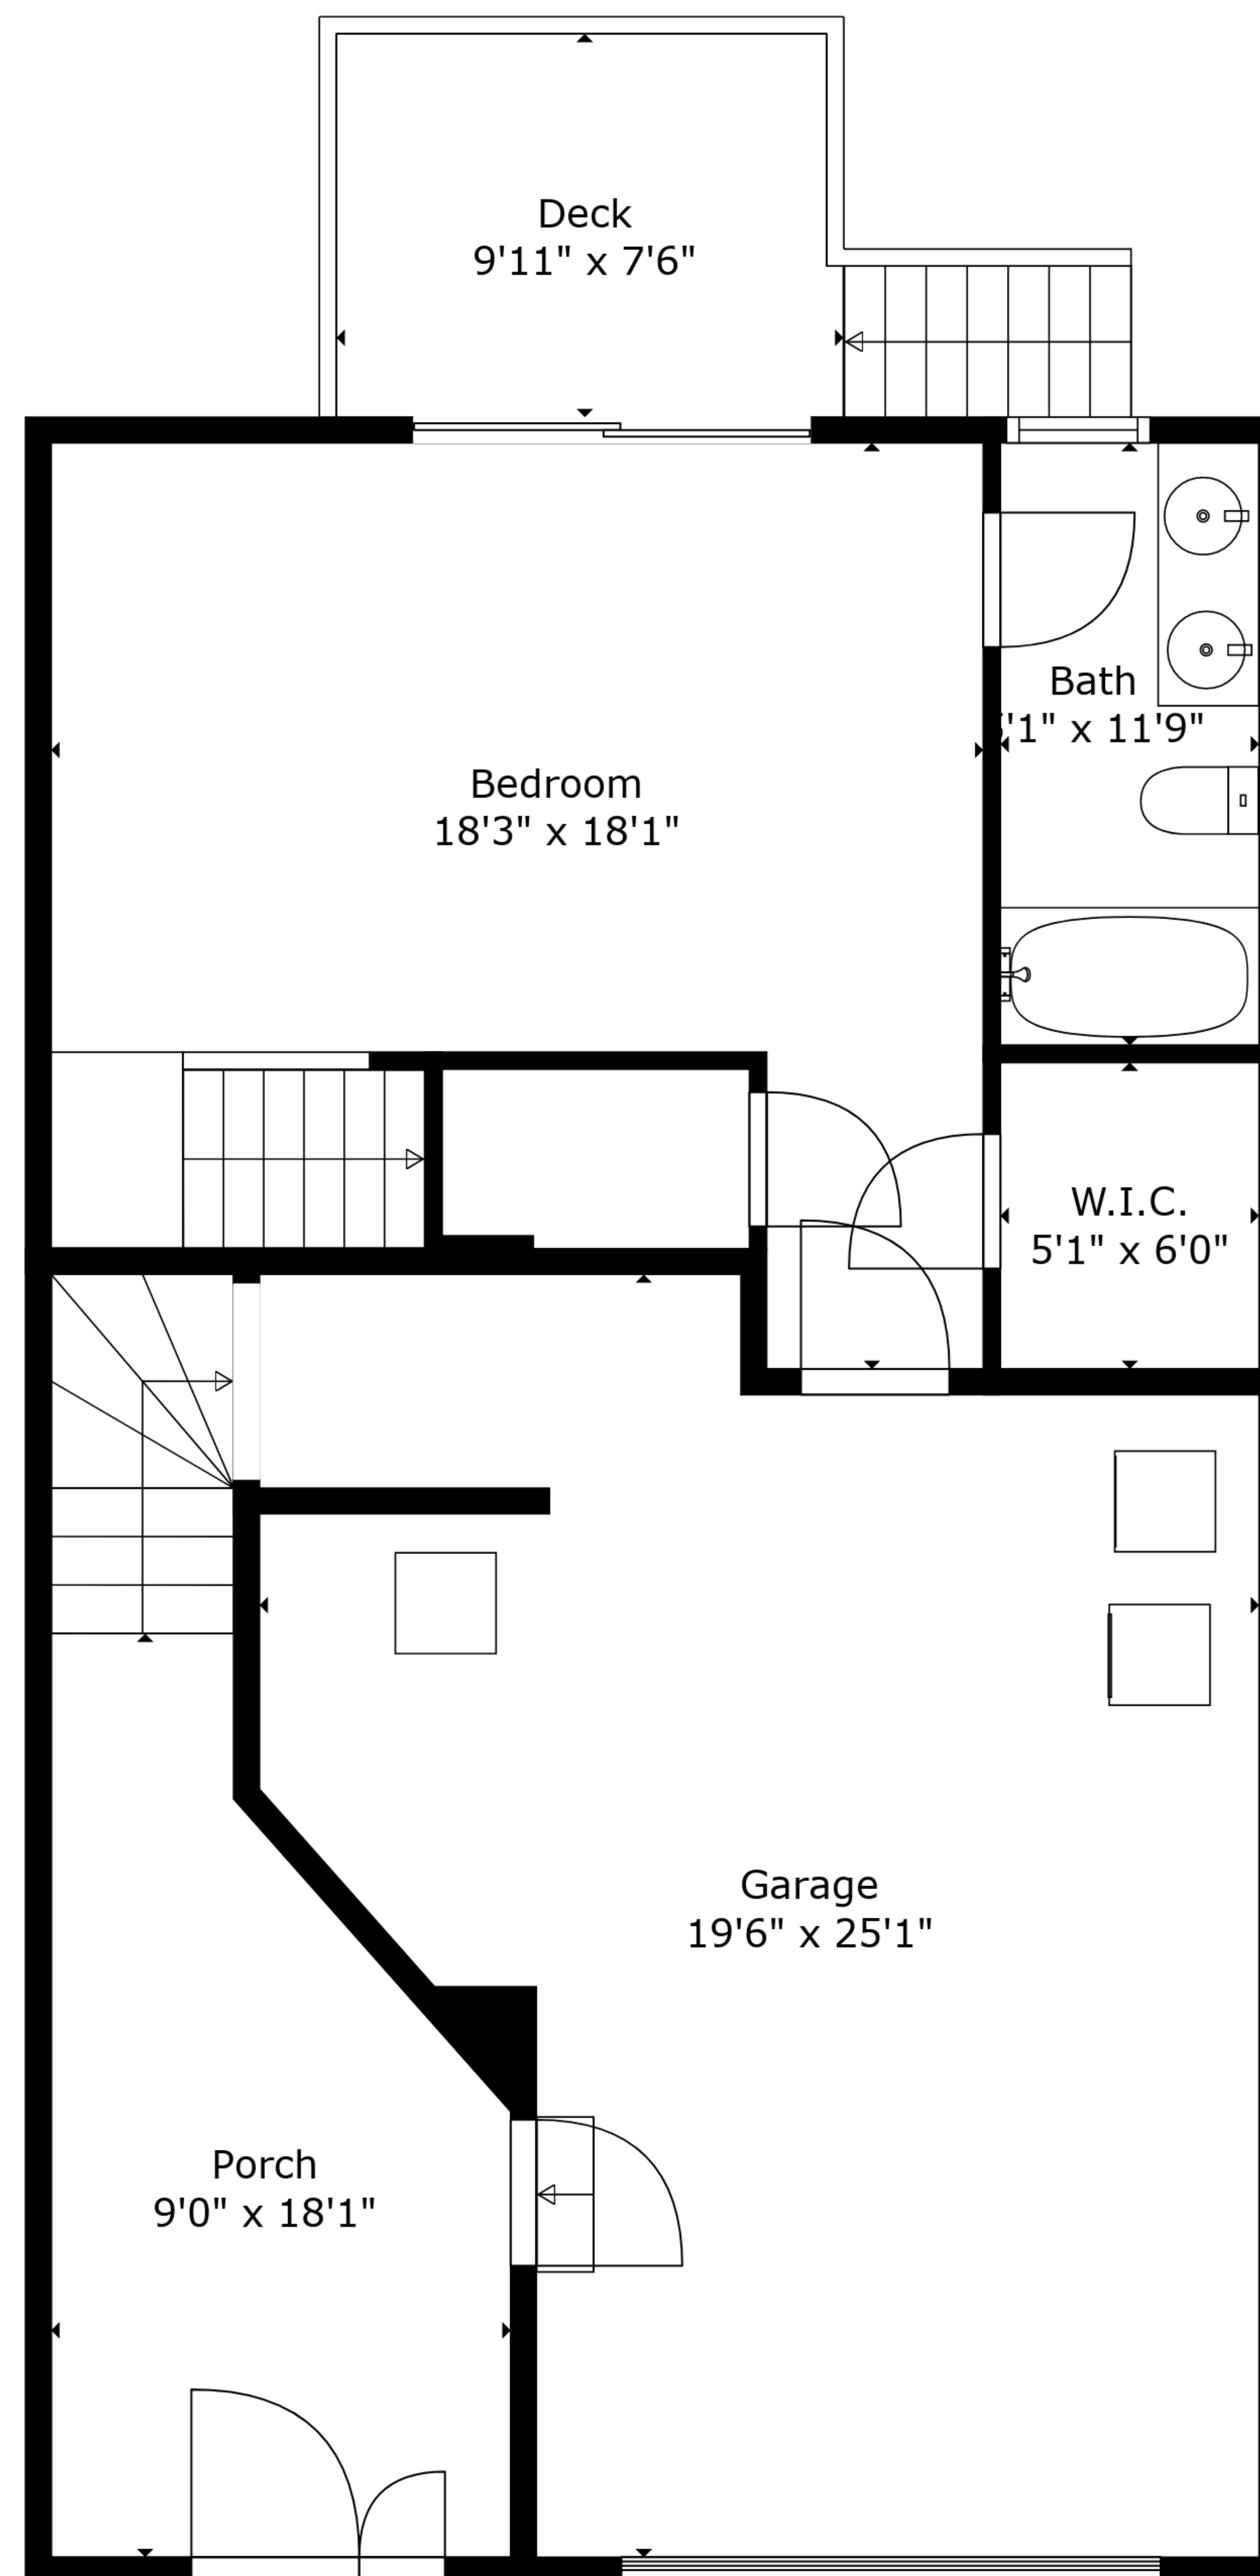 Deck
9'11" x 7'6"
Bath
'1" x 11'9"
Bedroom
18'3" x 18'1"
W.I.C.
5'1" x 6'0"
Garage
19'6" x 25'1"
Porch
9'0" x 18'1"